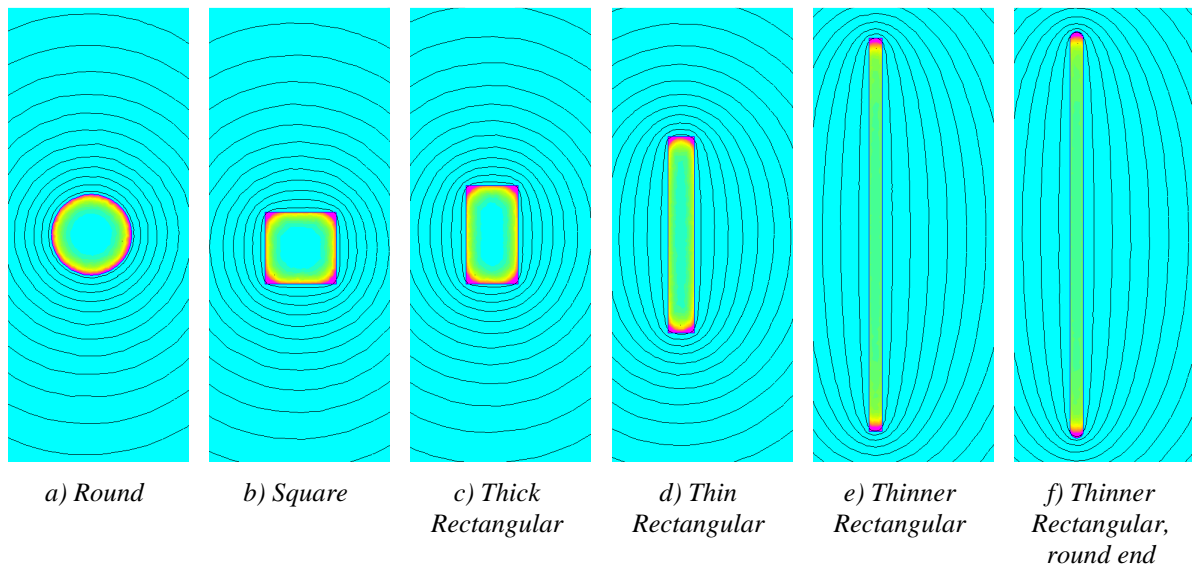 a) Round
b) Square
c) Thick
Rectangular
d) Thin
Rectangular
e) Thinner
Rectangular
f) Thinner
Rectangular,
round end